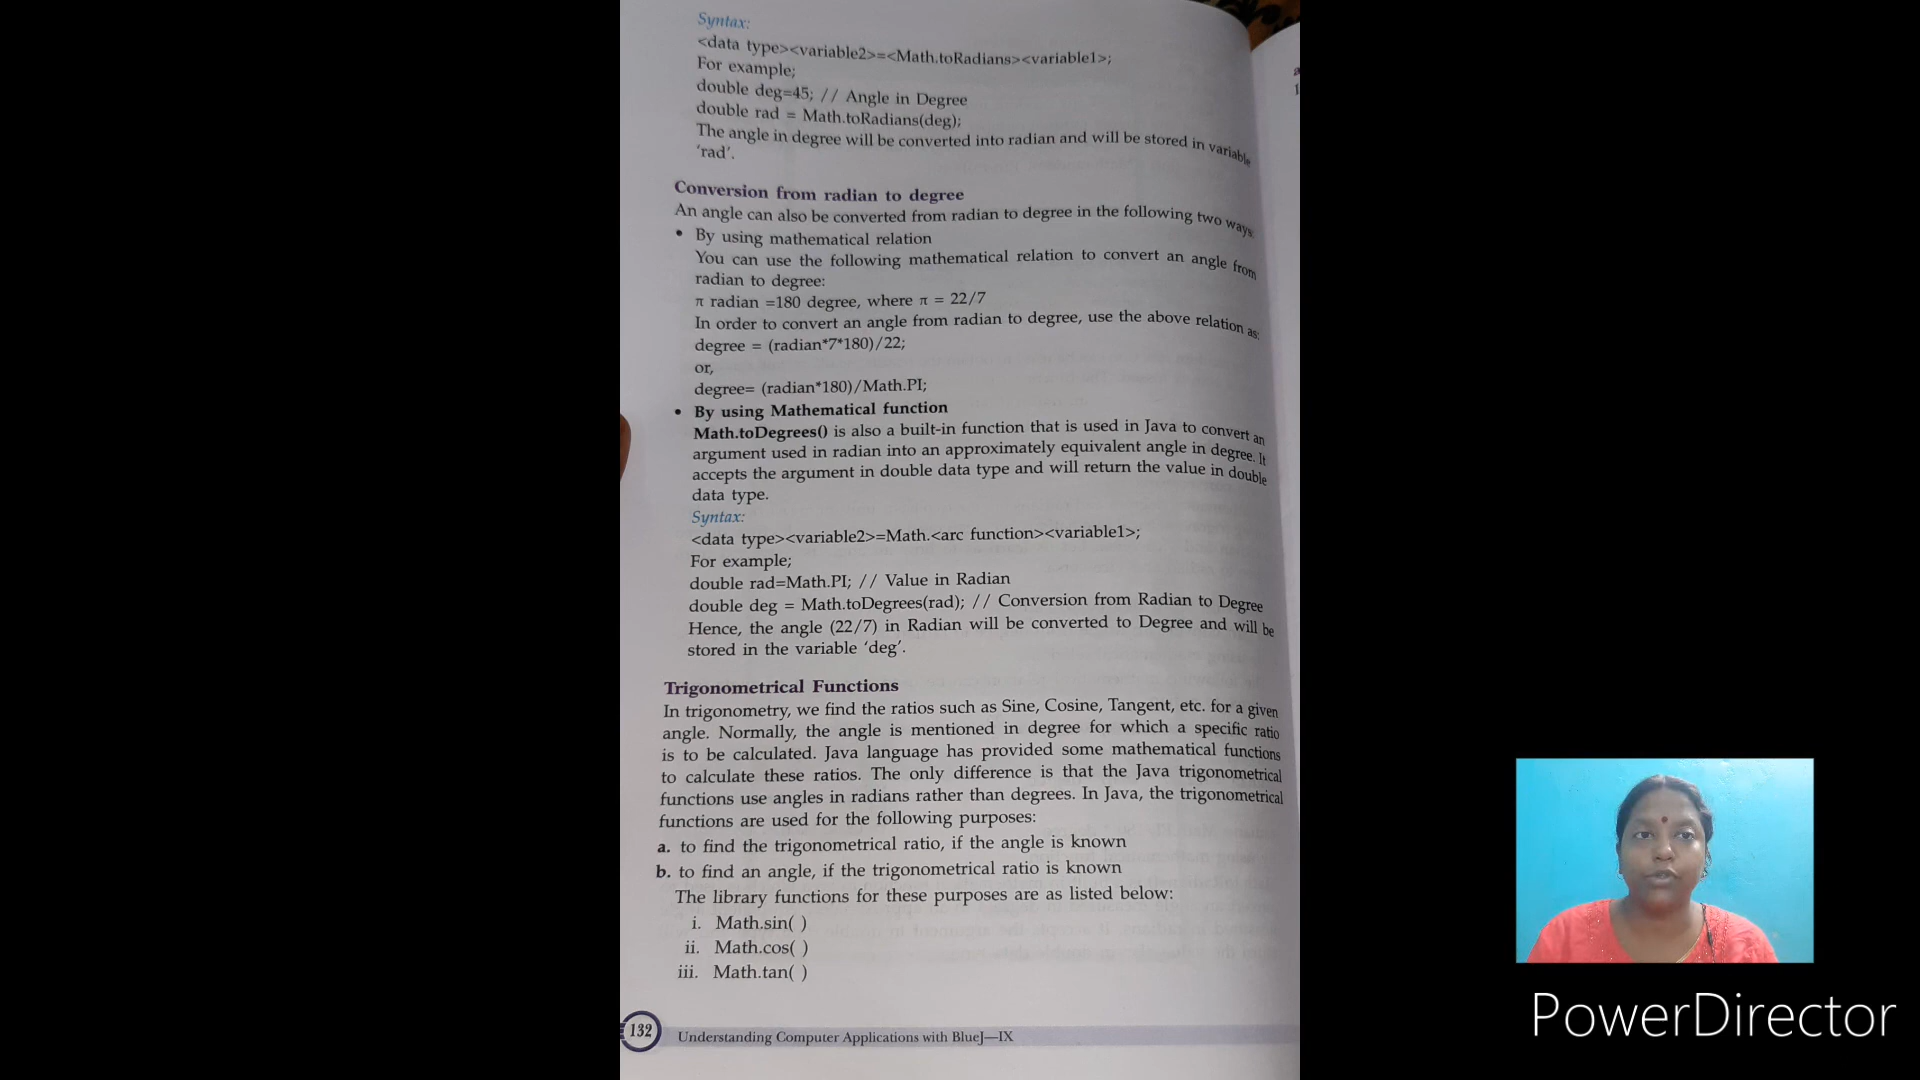 Syntax:
<data type><variable2>=<Math.toRadians><variable1>;
For example;
double deg=45; // Angle in Degree
double rad = Math.toRadians(deg);
The angle in degree will be converted into radian and will be stored in variable
‘rad’.
Conversion from radian to degree
An angle can also be converted from radian to degree in the following two ways:
• By using mathematical relation
You can use the following mathematical relation to convert an angle from
radian to degree:
π radian =180 degree, where π = 22/7
In order to convert an angle from radian to degree, use the above relation as:
degree = (radian*7*180)/22;
or,
degree= (radian*180)/Math.PI;
• By using Mathematical function
Math.toDegrees() is also a built-in function that is used in Java to convert an
argument used in radian into an approximately equivalent angle in degree. It
accepts the argument in double data type and will return the value in double
data type.
Syntax:
<data type><variable2>=Math.<arc function><variable1>;
For example;
double rad=Math.PI; // Value in Radian
double deg = Math.toDegrees(rad); // Conversion from Radian to Degree
Hence, the angle (22/7) in Radian will be converted to Degree and will be
stored in the variable ‘deg’.
Trigonometrical Functions
In trigonometry, we find the ratios such as Sine, Cosine, Tangent, etc. for a given
angle. Normally, the angle is mentioned in degree for which a specific ratio
is to be calculated. Java language has provided some mathematical functions
to calculate these ratios. The only difference is that the Java trigonometrical
functions use angles in radians rather than degrees. In Java, the trigonometrical
functions are used for the following purposes:
a. to find the trigonometrical ratio, if the angle is known
b. to find an angle, if the trigonometrical ratio is known
The library functions for these purposes are as listed below:
i. Math.sin( )
ii. Math.cos( )
iii. Math.tan( )
132
Understanding Computer Applications with BlueJ—IX
PowerDirector